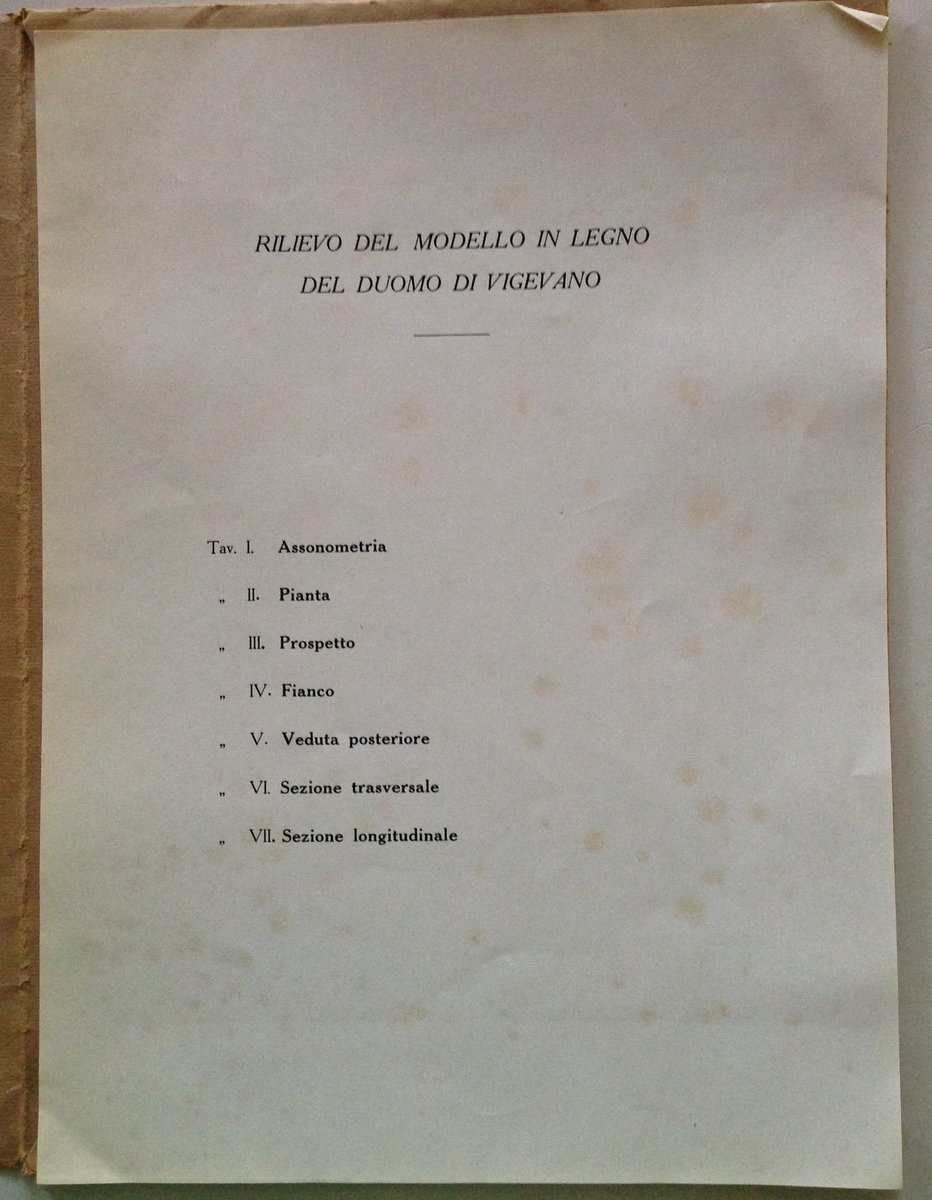 RILIEVO DEL MODELLO IN LEGNO
DEL DUOMO DI VIGEVANO
Tav. I. Assonometria
„ II. Pianta
„ III. Prospetto
„ IV. Fianco
„ V. Veduta posteriore
„ VI. Sezione trasversale
„ VII. Sezione longitudinale